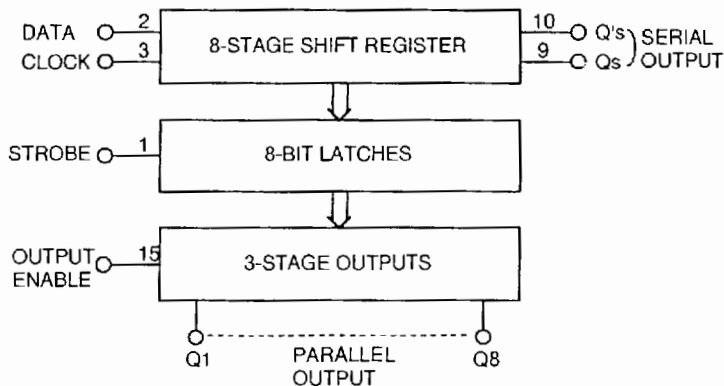 DATA 2 8-STAGE SHIFT REGISTER 10 Q's SERIAL
CLOCK 3 9 Qs OUTPUT
STROBE 1 8-BIT LATCHES
OUTPUT 15 3-STAGE OUTPUTS
ENABLE
Q1 PARALLEL Q8
OUTPUT